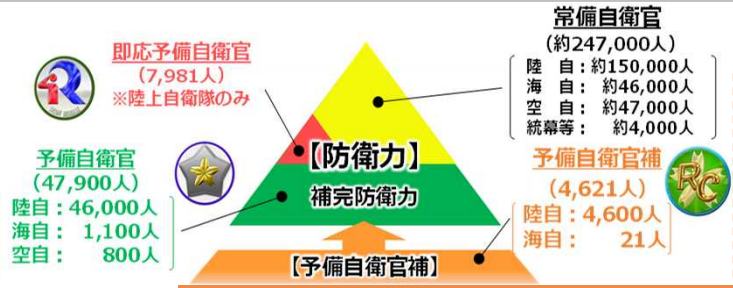 即応予備自衛官
(7,981人)
※陸上自衛隊のみ
常備自衛官
(約247,000人)
陸 自:約150,000人
海 自: 約46,000人
空 自: 約47,000人
統幕等: 約4,000人
【防衛力】
補完防衛力
予備自衛官
(47,900人)
陸自:46,000人
海自: 1,100人
空自: 800人
予備自衛官補
(4,621人)
陸自:4,600人
海自: 21人
RC
【予備自衛官補】